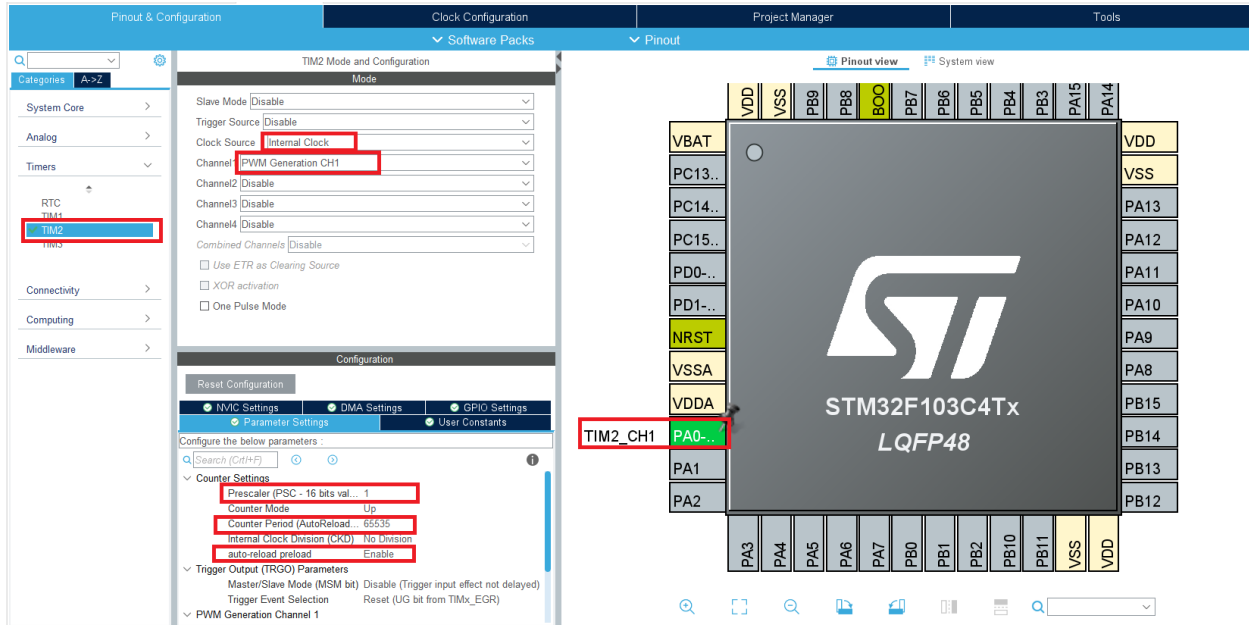 Pinout & Configuration
Clock Configuration
Project Manager
Tools
Software Packs
Pinout
Categories
A->Z
System Core
Analog
Timers
RTC
TIM1
TIM2
TIM3
Connectivity
Computing
Middleware
TIM2 Mode and Configuration
Mode
Slave Mode Disable
Trigger Source Disable
Clock Source Internal Clock
Channel1 PWM Generation CH1
Channel2 Disable
Channel3 Disable
Channel4 Disable
Combined Channels Disable
Use ETR as Clearing Source
XOR activation
One Pulse Mode
Configuration
Reset Configuration
NVIC Settings
DMA Settings
GPIO Settings
Parameter Settings
User Constants
Configure the below parameters :
Search (Crtl+F)
Counter Settings
Prescaler (PSC - 16 bits val... 1
Counter Mode Up
Counter Period (AutoReload... 65535
Internal Clock Division (CKD) No Division
auto-reload preload Enable
Trigger Output (TRGO) Parameters
Master/Slave Mode (MSM bit) Disable (Trigger input effect not delayed)
Trigger Event Selection Reset (UG bit from TIMx_EGR)
PWM Generation Channel 1
Pinout view
System view
VDD
VSS
PB9
PB8
BOO
PB7
PB6
PB5
PB4
PB3
PA15
PA14
VBAT
PC13..
PC14..
PC15..
PD0-..
PD1-..
NRST
VSSA
VDDA
TIM2_CH1
PA0-..
PA1
PA2
ST
STM32F103C4Tx
LQFP48
VDD
VSS
PA13
PA12
PA11
PA10
PA9
PA8
PB15
PB14
PB13
PB12
PA3
PA4
PA5
PA6
PA7
PB0
PB1
PB2
PB10
PB11
VSS
VDD